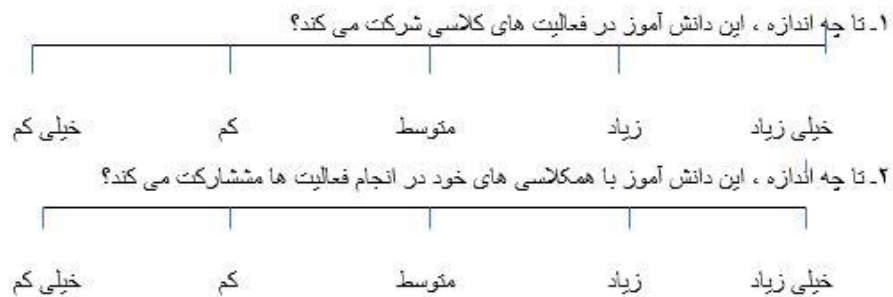 ۱ـ تا چه اندازه ، این دانش آموز در فعالیت های کلاسی شرکت می کند؟
خیلی زیاد زیاد متوسط کم خیلی کم
۲ـ تا چه اندازه ، این دانش آموز با همکلاسی های خود در انجام فعالیت ها مششارکت می کند؟
خیلی زیاد زیاد متوسط کم خیلی کم